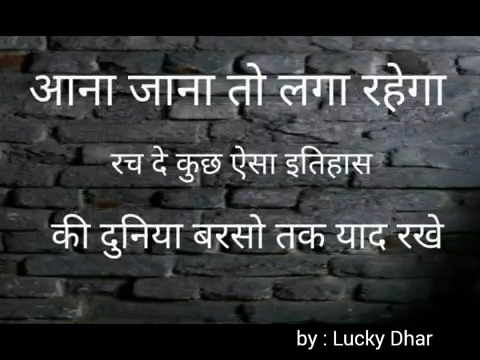 आना जाना तो लगा रहेगा
रच दे कुछ ऐसा इतिहास
की दुनिया बरसो तक याद रखे
by : Lucky Dhar